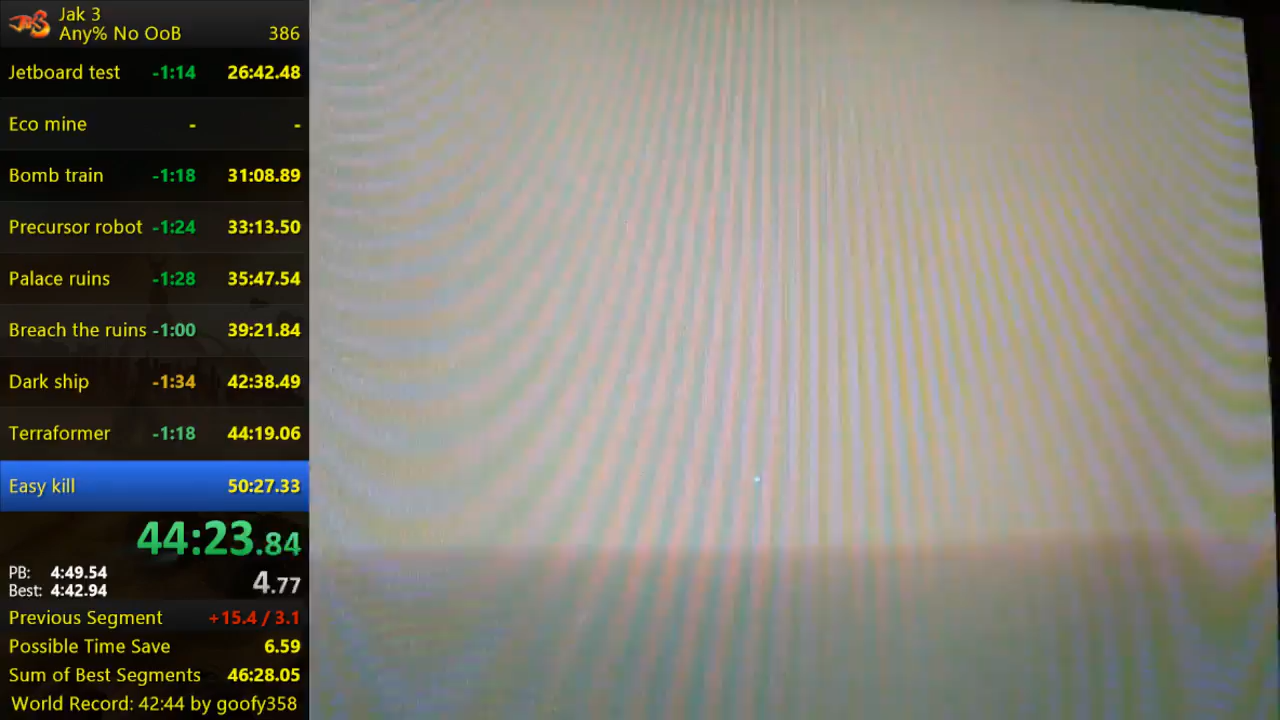 Jak 3
Any% No OoB 386
Jetboard test -1:14 26:42.48
Eco mine - -
Bomb train -1:18 31:08.89
Precursor robot -1:24 33:13.50
Palace ruins -1:28 35:47.54
Breach the ruins -1:00 39:21.84
Dark ship -1:34 42:38.49
Terraformer -1:18 44:19.06
Easy kill 50:27.33
44:23.84
PB: 4:49.54
Best: 4:42.94
4.77
Previous Segment +15.4 / 3.1
Possible Time Save 6.59
Sum of Best Segments 46:28.05
World Record: 42:44 by goofy358